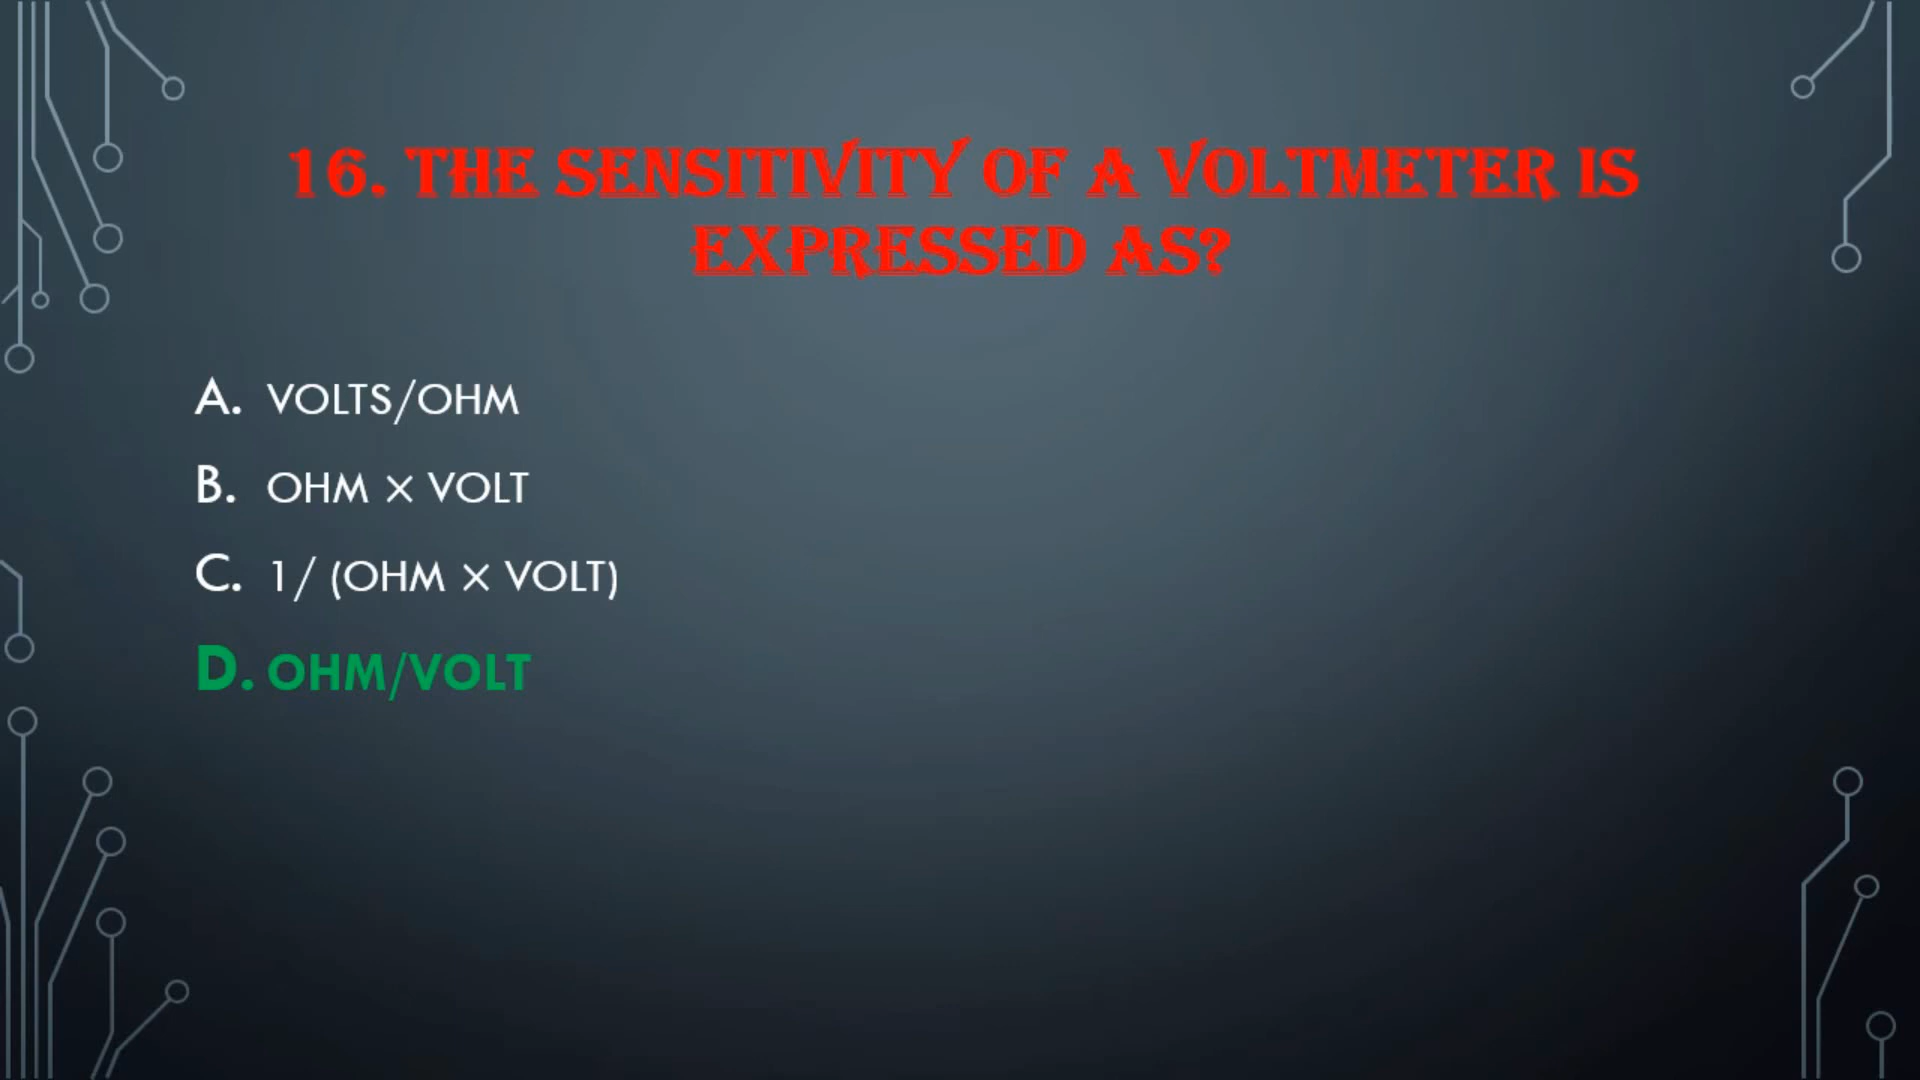 16. THE SENSITIVITY OF A VOLTMETER IS
EXPRESSED AS?
A. VOLTS/OHM
B. OHM × VOLT
C. 1/ (OHM × VOLT)
D. OHM/VOLT